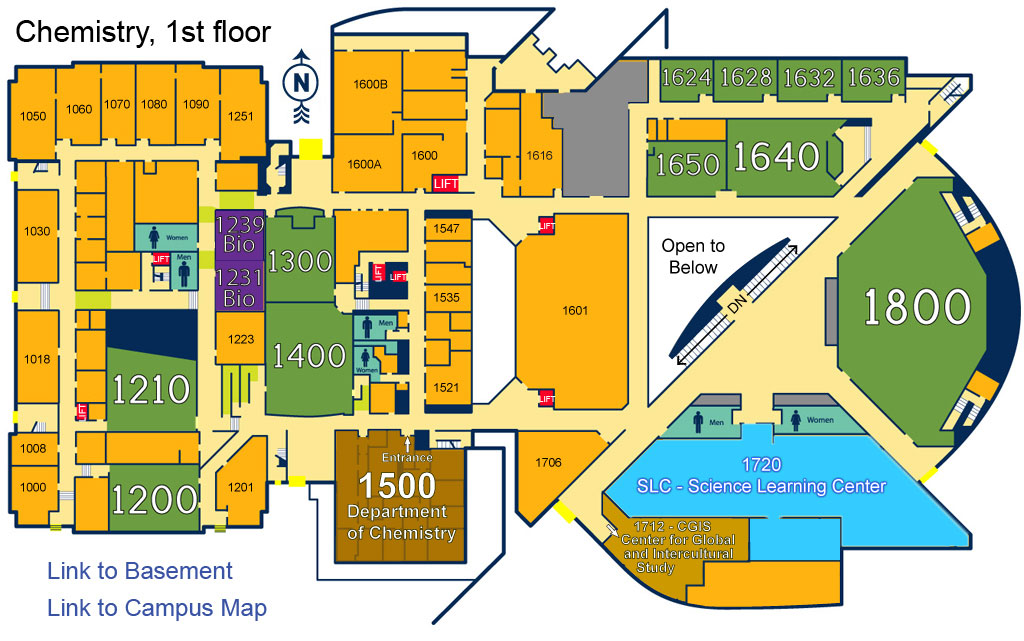 Chemistry, 1st floor
N
1050
1060
1070
1080
1090
1251
1600B
1600A
1600
LIFT
1616
1624
1628
1632
1636
1650
1640
1030
Women
LIFT
Men
1239
Bio
1231
Bio
1300
LIFT
LIFT
1547
1535
1521
LIFT
1601
LIFT
Open to
Below
DN
1800
1018
1223
1210
LIFT
1400
Men
Women
1008
1000
1200
1201
Entrance
1500
Department
of Chemistry
1706
Men
Women
1720
SLC - Science Learning Center
1712 - CGIS
Center for Global
and Intercultural
Study
Link to Basement
Link to Campus Map